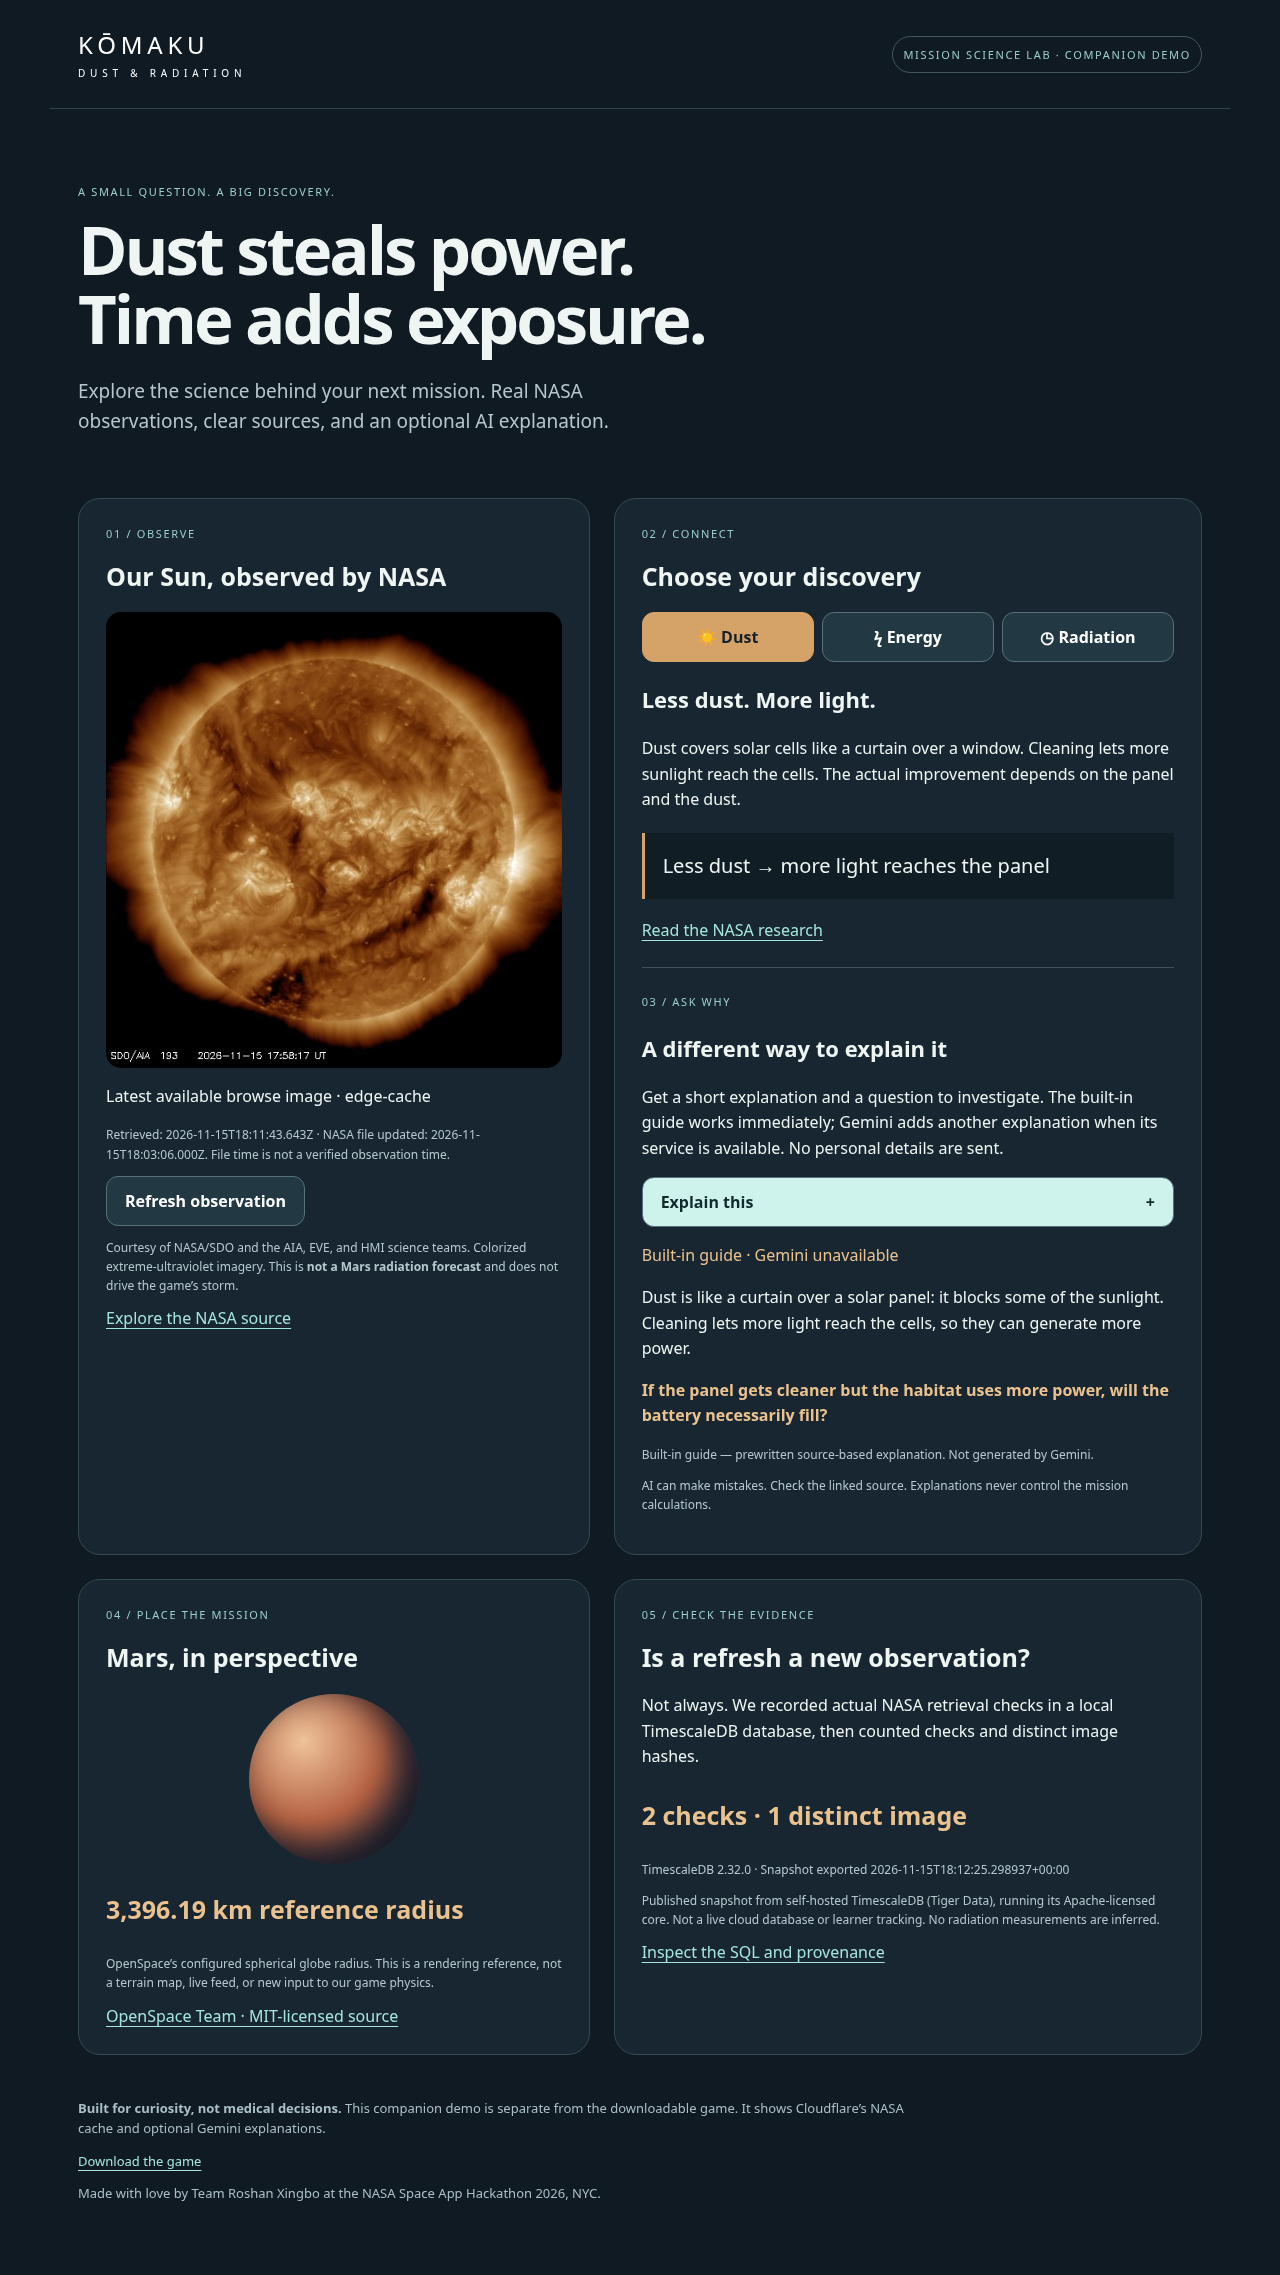 KŌMAKU
DUST & RADIATION
MISSION SCIENCE LAB · COMPANION DEMO
A SMALL QUESTION. A BIG DISCOVERY.
Dust steals power.
Time adds exposure.
Explore the science behind your next mission. Real NASA
observations, clear sources, and an optional AI explanation.
01 / OBSERVE
Our Sun, observed by NASA
SDO/AIA 193 2026-11-15 17:58:17 UT
Latest available browse image · edge-cache
Retrieved: 2026-11-15T18:11:43.643Z · NASA file updated: 2026-11-
15T18:03:06.000Z. File time is not a verified observation time.
Refresh observation
Courtesy of NASA/SDO and the AIA, EVE, and HMI science teams. Colorized
extreme-ultraviolet imagery. This is not a Mars radiation forecast and does not
drive the game’s storm.
Explore the NASA source
02 / CONNECT
Choose your discovery
☀️ Dust
ϟ Energy
◷ Radiation
Less dust. More light.
Dust covers solar cells like a curtain over a window. Cleaning lets more
sunlight reach the cells. The actual improvement depends on the panel
and the dust.
Less dust → more light reaches the panel
Read the NASA research
03 / ASK WHY
A different way to explain it
Get a short explanation and a question to investigate. The built-in
guide works immediately; Gemini adds another explanation when its
service is available. No personal details are sent.
Explain this +
Built-in guide · Gemini unavailable
Dust is like a curtain over a solar panel: it blocks some of the sunlight.
Cleaning lets more light reach the cells, so they can generate more
power.
If the panel gets cleaner but the habitat uses more power, will the
battery necessarily fill?
Built-in guide — prewritten source-based explanation. Not generated by Gemini.
AI can make mistakes. Check the linked source. Explanations never control the mission
calculations.
04 / PLACE THE MISSION
Mars, in perspective
3,396.19 km reference radius
OpenSpace’s configured spherical globe radius. This is a rendering reference, not
a terrain map, live feed, or new input to our game physics.
OpenSpace Team · MIT-licensed source
05 / CHECK THE EVIDENCE
Is a refresh a new observation?
Not always. We recorded actual NASA retrieval checks in a local
TimescaleDB database, then counted checks and distinct image
hashes.
2 checks · 1 distinct image
TimescaleDB 2.32.0 · Snapshot exported 2026-11-15T18:12:25.298937+00:00
Published snapshot from self-hosted TimescaleDB (Tiger Data), running its Apache-licensed
core. Not a live cloud database or learner tracking. No radiation measurements are inferred.
Inspect the SQL and provenance
Built for curiosity, not medical decisions. This companion demo is separate from the downloadable game. It shows Cloudflare’s NASA
cache and optional Gemini explanations.
Download the game
Made with love by Team Roshan Xingbo at the NASA Space App Hackathon 2026, NYC.